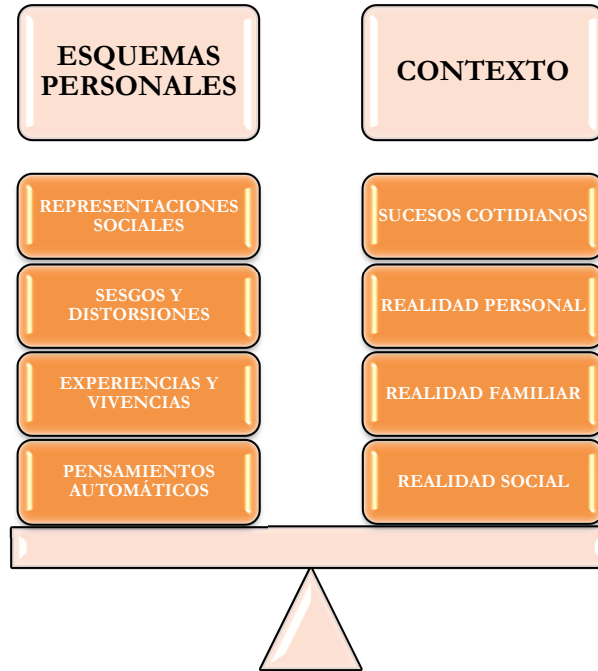 ESQUEMAS
PERSONALES
CONTEXTO
REPRESENTACIONES
SOCIALES
SUCESOS COTIDIANOS
SESGOS Y
DISTORSIONES
REALIDAD PERSONAL
EXPERIENCIAS Y
VIVENCIAS
REALIDAD FAMILIAR
PENSAMIENTOS
AUTOMÁTICOS
REALIDAD SOCIAL